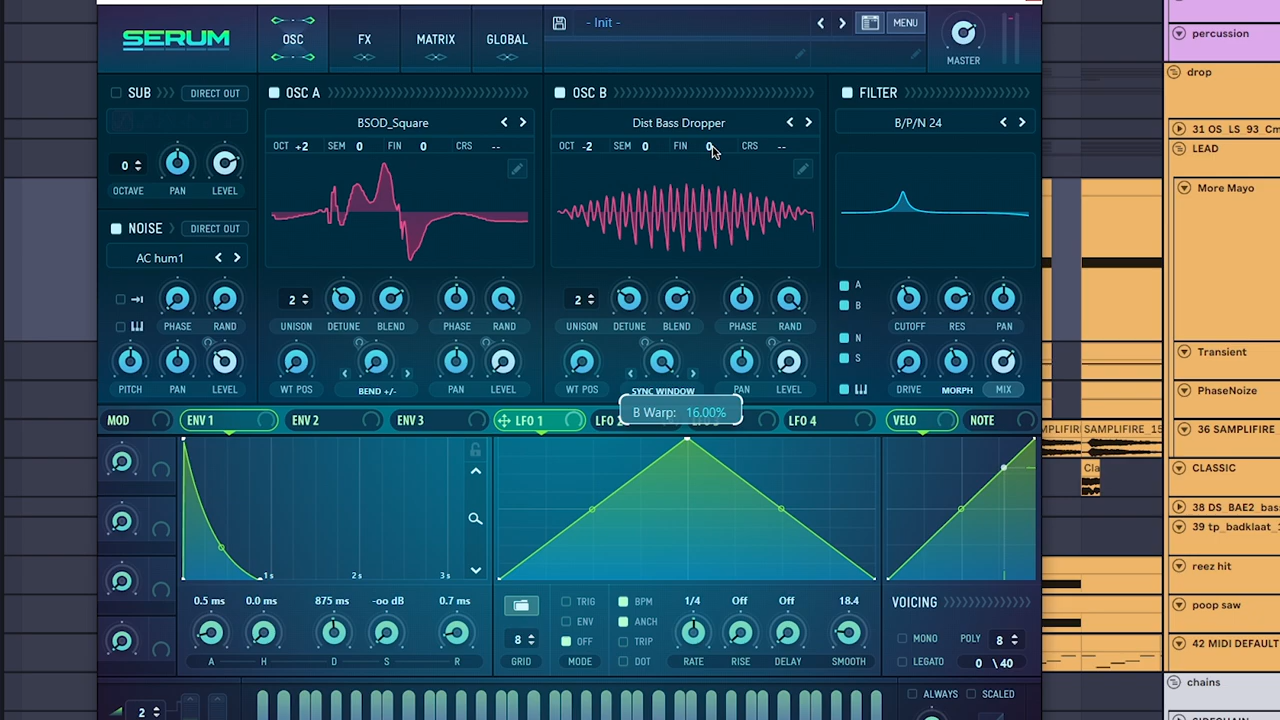 SERUM
OSC
FX
MATRIX
GLOBAL
- Init -
MENU
MASTER
SUB
DIRECT OUT
0
OCTAVE
PAN
LEVEL
NOISE
DIRECT OUT
AC hum1
PHASE
RAND
PITCH
PAN
LEVEL
OSC A
BSOD_Square
OCT +2
SEM 0
FIN 0
CRS --
2
UNISON
DETUNE
BLEND
PHASE
RAND
WT POS
BEND +/-
PAN
LEVEL
OSC B
Dist Bass Dropper
OCT -2
SEM 0
FIN 0
CRS --
2
UNISON
DETUNE
BLEND
PHASE
RAND
WT POS
SYNC WINDOW
PAN
LEVEL
B Warp: 16.00%
FILTER
B/P/N 24
A
B
N
S
CUTOFF
RES
PAN
DRIVE
MORPH
MIX
MOD
ENV 1
ENV 2
ENV 3
LFO 1
LFO 4
VELO
NOTE
1s
2s
3s
0.5 ms
0.0 ms
875 ms
-oo dB
0.7 ms
A
H
D
S
R
8
GRID
TRIG
ENV
OFF
MODE
BPM
ANCH
TRIP
DOT
1/4
Off
Off
18.4
RATE
RISE
DELAY
SMOOTH
VOICING
MONO
POLY 8
LEGATO
0 \ 40
2
ALWAYS
SCALED
percussion
drop
31 OS_LS_93_Cm
LEAD
More Mayo
Transient
PhaseNoize
MPLIFIR
SAMPLIFIRE_15
36 SAMPLIFIRE
Cla
CLASSIC
38 DS_BAE2_bas
39 tp_badklaat_1
reez hit
poop saw
42 MIDI DEFAULT
chains